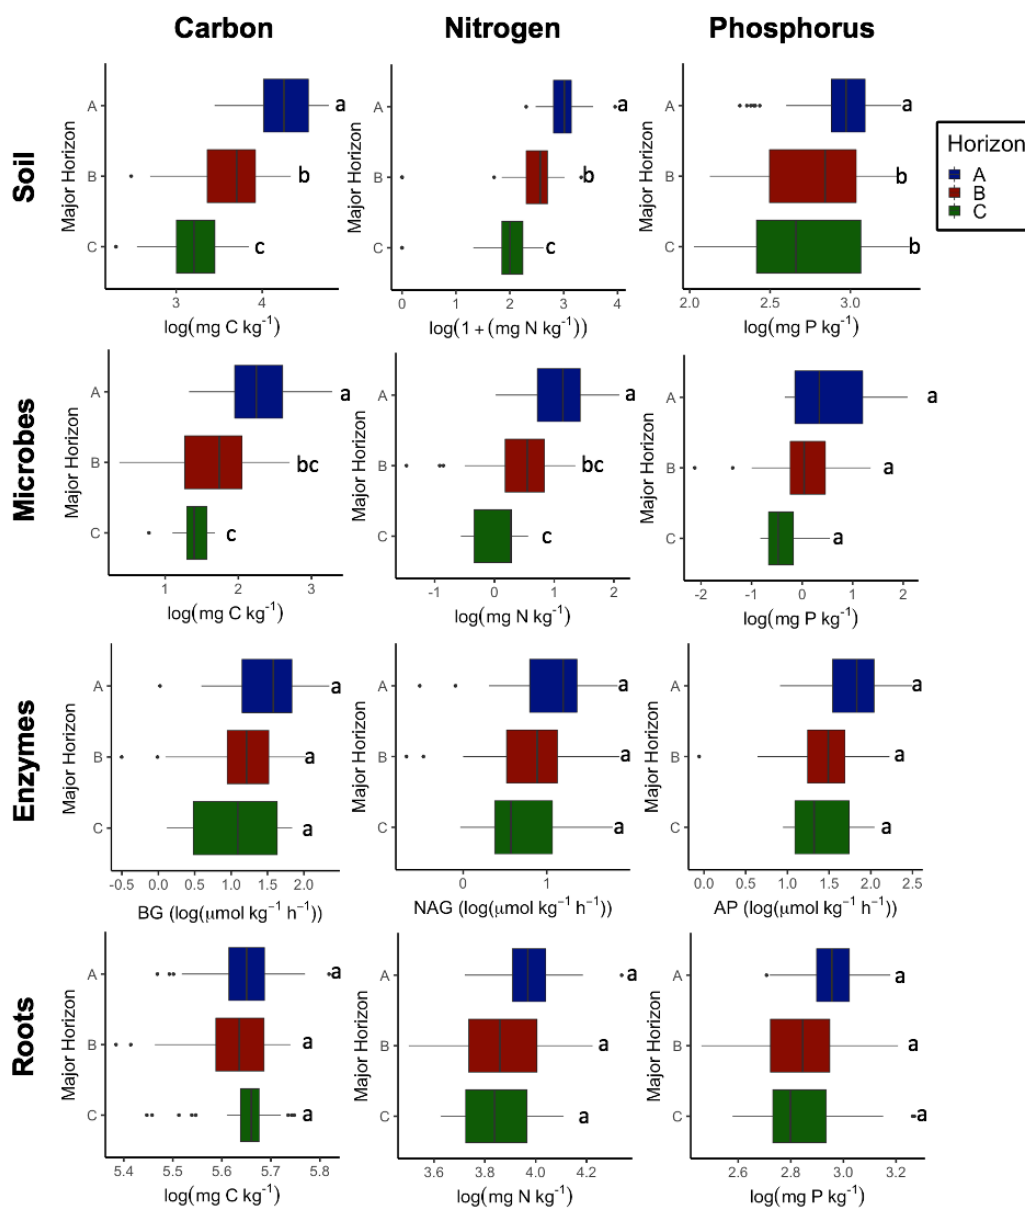 Carbon
Nitrogen
Phosphorus
Soil
Major Horizon
A
a
B
b
C
c
3
4
log(mg C kg⁻¹)
Major Horizon
A
a
B
b
C
c
0
1
2
3
4
log(1 + (mg N kg⁻¹))
Major Horizon
A
a
B
b
C
b
2.0
2.5
3.0
log(mg P kg⁻¹)
Horizon
A
B
C
Microbes
Major Horizon
A
a
B
bc
C
c
1
2
3
log(mg C kg⁻¹)
Major Horizon
A
a
B
bc
C
c
-1
0
1
2
log(mg N kg⁻¹)
Major Horizon
A
a
B
a
C
a
-2
-1
0
1
2
log(mg P kg⁻¹)
Enzymes
Major Horizon
A
a
B
a
C
a
-0.5
0.0
0.5
1.0
1.5
2.0
BG (log(μmol kg⁻¹ h⁻¹))
Major Horizon
A
a
B
a
C
a
0
1
NAG (log(μmol kg⁻¹ h⁻¹))
Major Horizon
A
a
B
a
C
a
0.0
0.5
1.0
1.5
2.0
2.5
AP (log(μmol kg⁻¹ h⁻¹))
Roots
Major Horizon
A
a
B
a
C
a
5.4
5.5
5.6
5.7
5.8
log(mg C kg⁻¹)
Major Horizon
A
a
B
a
C
a
3.6
3.8
4.0
4.2
log(mg N kg⁻¹)
Major Horizon
A
a
B
a
C
a
2.6
2.8
3.0
3.2
log(mg P kg⁻¹)